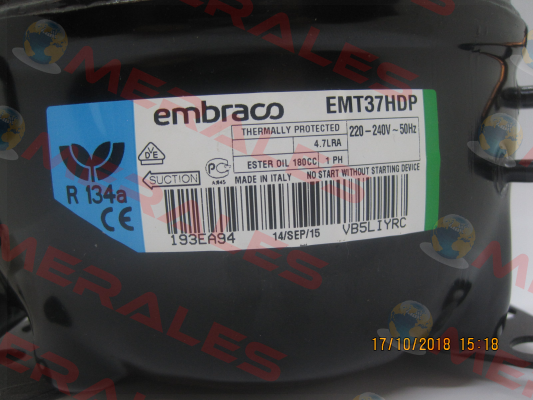 MERALES
embraco
EMT37HDP
THERMALLY PROTECTED
220-240V~50Hz
4.7LRA
ESTER OIL 180CC
1 PH
MADE IN ITALY
NO START WITHOUT STARTING DEVICE
SUCTION
R 134a
CE
193EA94
14/SEP/15
VB5LIYRC
17/10/2018 15:18